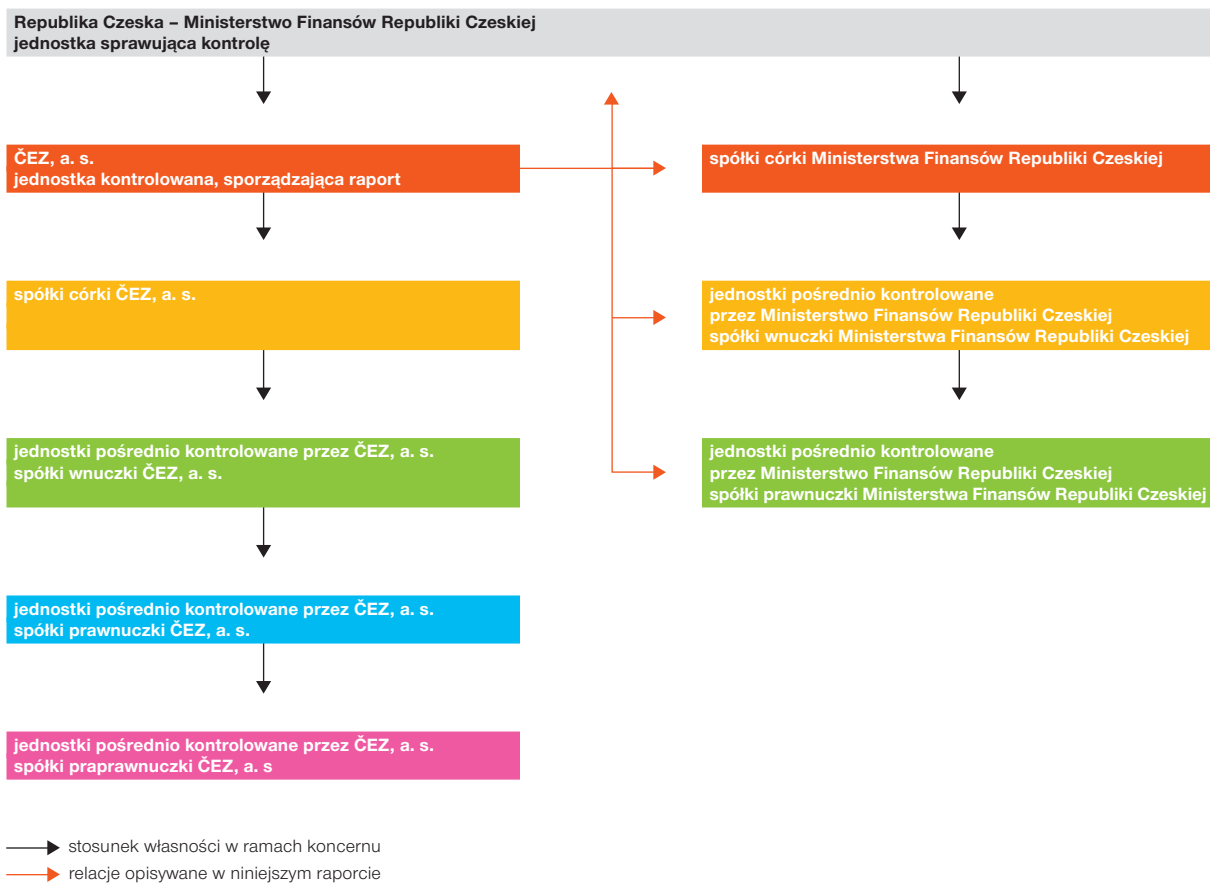 Republika Czeska – Ministerstwo Finansów Republiki Czeskiej
jednostka sprawująca kontrolę
ČEZ, a. s.
jednostka kontrolowana, sporządzająca raport
spółki córki Ministerstwa Finansów Republiki Czeskiej
spółki córki ČEZ, a. s.
jednostki pośrednio kontrolowane
przez Ministerstwo Finansów Republiki Czeskiej
spółki wnuczki Ministerstwa Finansów Republiki Czeskiej
jednostki pośrednio kontrolowane przez ČEZ, a. s.
spółki wnuczki ČEZ, a. s.
jednostki pośrednio kontrolowane
przez Ministerstwo Finansów Republiki Czeskiej
spółki prawnuczki Ministerstwa Finansów Republiki Czeskiej
jednostki pośrednio kontrolowane przez ČEZ, a. s.
spółki prawnuczki ČEZ, a. s.
jednostki pośrednio kontrolowane przez ČEZ, a. s.
spółki praprawnuczki ČEZ, a. s
stosunek własności w ramach koncernu
relacje opisywane w niniejszym raporcie